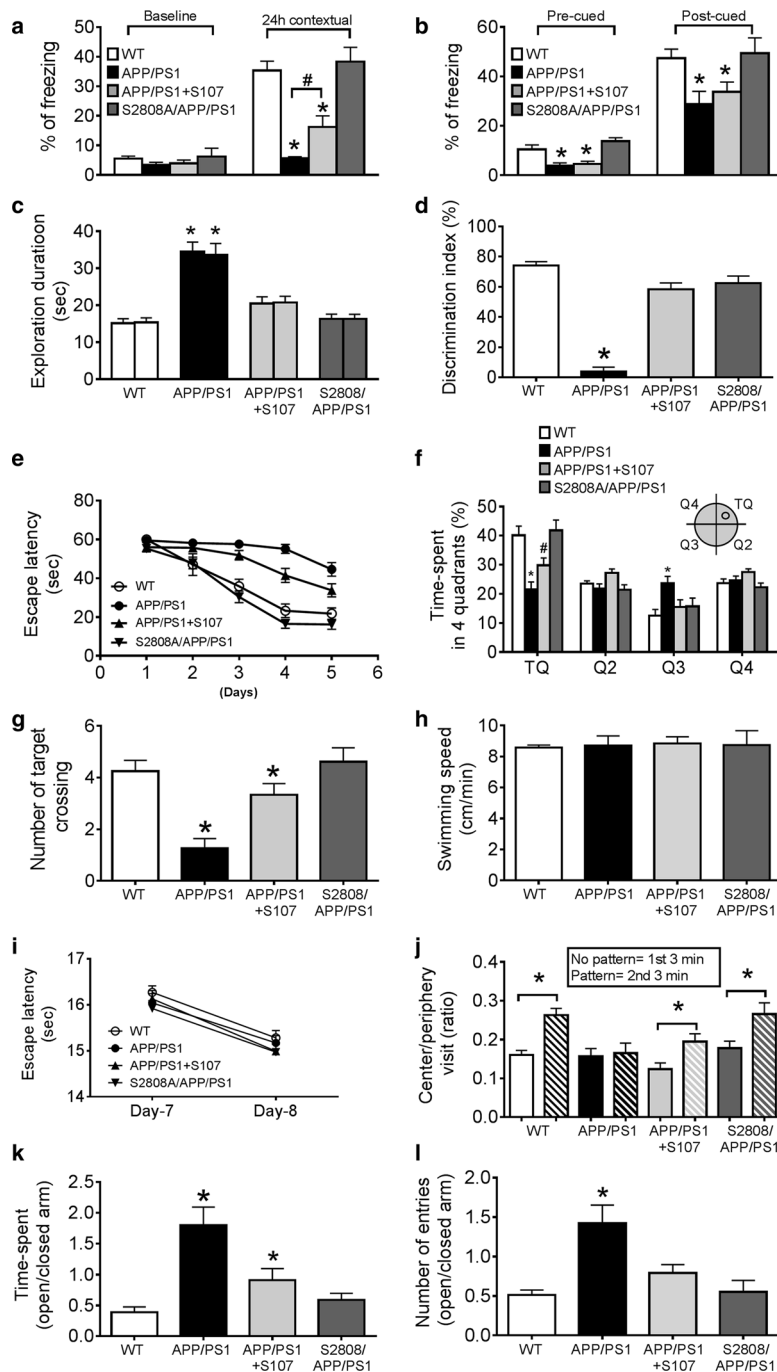 a
Baseline
24h contextual
% of freezing
50
40
30
20
10
0
WT
APP/PS1
APP/PS1+S107
S2808A/APP/PS1
#
*
*
b
Pre-cued
Post-cued
% of freezing
60
40
20
0
WT
APP/PS1
APP/PS1+S107
S2808A/APP/PS1
* *
* *
c
Exploration duratioon
(sec)
40
30
20
10
0
* *
WT
APP/PS1
APP/PS1
+S107
S2808/
APP/PS1
d
Discrimination index (%)
100
80
60
40
20
0
*
WT
APP/PS1
APP/PS1
+S107
S2808/
APP/PS1
e
Escape latency
(sec)
80
60
40
60
0
WT
APP/PS1
APP/PS1+S107
S2808A/APP/PS1
0 1 2 3 4 5 6
(Days)
f
WT
APP/PS1
APP/PS1+S107
S2808A/APP/PS1
Q4 TQ
Q3 Q2
Time-spent
in 4 quadrants (%)
50
40
30
20
10
0
*
#
*
TQ Q2 Q3 Q4
g
Number of target
crossing
6
4
2
0
*
*
WT
APP/PS1
APP/PS1
+S107
S2808/
APP/PS1
h
Swimming speed
(cm/min)
10
8
6
4
2
0
WT
APP/PS1
APP/PS1
+S107
S2808/
APP/PS1
i
Escape latency
(sec)
17
16
15
14
WT
APP/PS1
APP/PS1+S107
S2808A/APP/PS1
Day-7 Day-8
j
No pattern= 1st 3 min
Pattern= 2nd 3 min
Center/periphery
visit (ratio)
0.4
0.3
0.2
0.1
0.0
*
*
*
WT
APP/PS1
APP/PS1
+S107
S2808/
APP/PS1
k
Time-spent
(open/closed arm)
2.5
2.0
1.5
1.0
0.5
0.0
*
*
WT
APP/PS1
APP/PS1
+S107
S2808/
APP/PS1
l
Number of entries
(open/closed arm)
2.0
1.5
1.0
0.5
0.0
*
WT
APP/PS1
APP/PS1
+S107
S2808/
APP/PS1